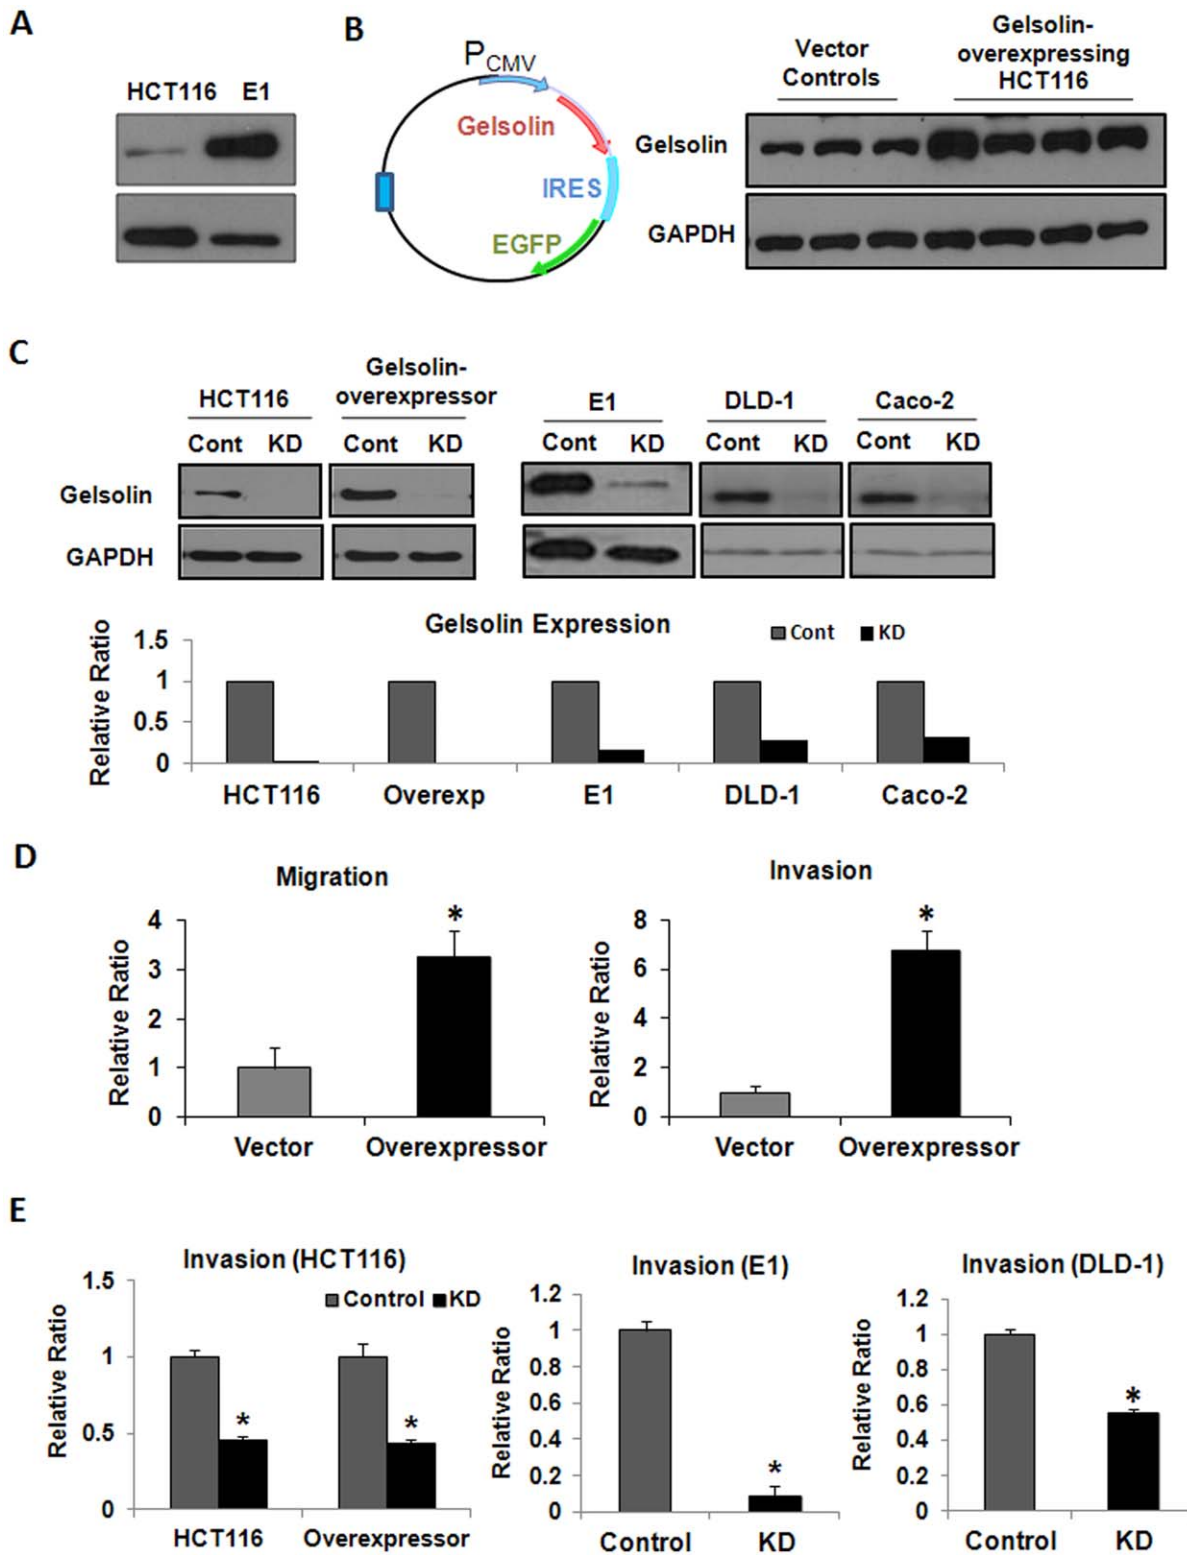 A
HCT116 E1
B
P CMV
Gelsolin
IRES
EGFP
Vector
Controls
Gelsolin-
overexpressing
HCT116
Gelsolin
GAPDH
C
HCT116
Gelsolin-
overexpressor
E1
DLD-1
Caco-2
Cont KD
Cont KD
Cont KD
Cont KD
Cont KD
Gelsolin
GAPDH
Gelsolin Expression
Cont KD
Relative Ratio
1.5
1
0.5
0
HCT116 Overexp E1 DLD-1 Caco-2
D
Migration
Relative Ratio
4
3
2
1
0
*
Vector Overexpressor
Invasion
Relative Ratio
8
6
4
2
0
*
Vector Overexpressor
E
Invasion (HCT116)
Control KD
Relative Ratio
1.5
1
0.5
0
* *
HCT116 Overexpressor
Invasion (E1)
Relative Ratio
1.2
1
0.8
0.6
0.4
0.2
0
*
Control KD
Invasion (DLD-1)
Relative Ratio
1.2
1
0.8
0.6
0.4
0.2
0
*
Control KD